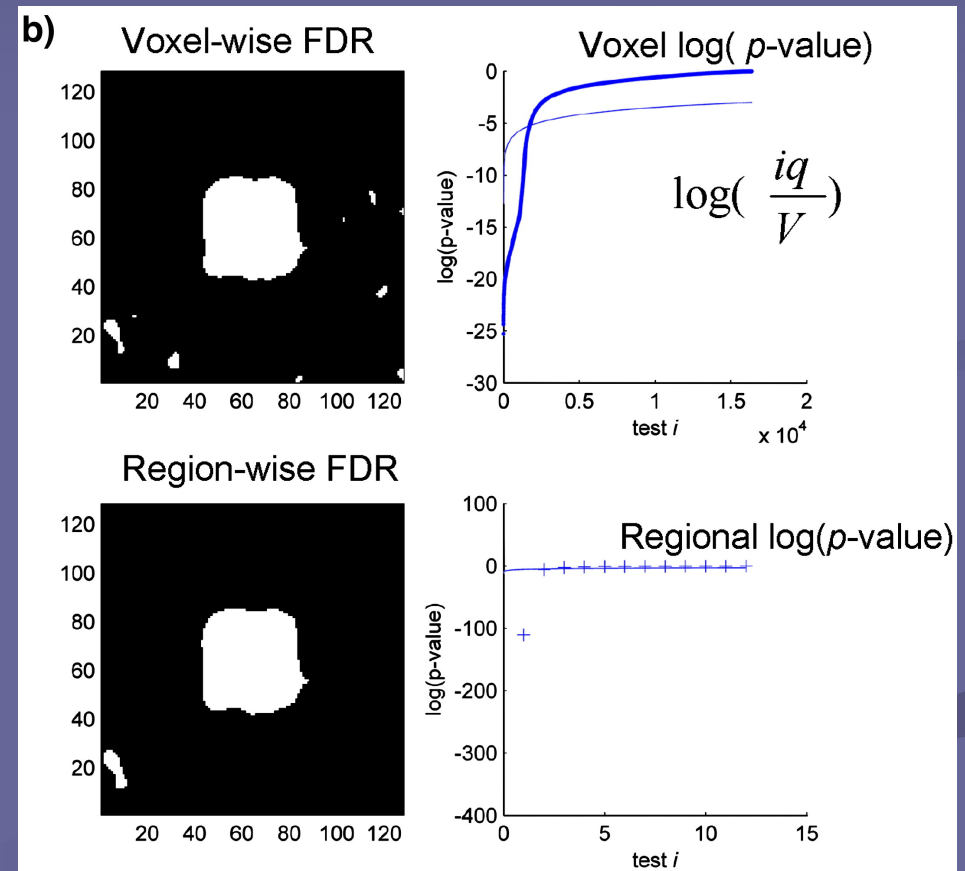 b)
Voxel-wise FDR
120
100
80
60
40
20
20 40 60 80 100 120
Voxel log( p-value)
log(p-value)
0
-5
-10
-15
-20
-25
-30
log( iq / V )
0 0.5 1 2
x 10^4
test i
Region-wise FDR
120
100
80
60
40
20
20 40 60 80 100 120
Regional log(p-value)
log(p-value)
100
0
-100
-200
-300
-400
0 5 10 15
test i